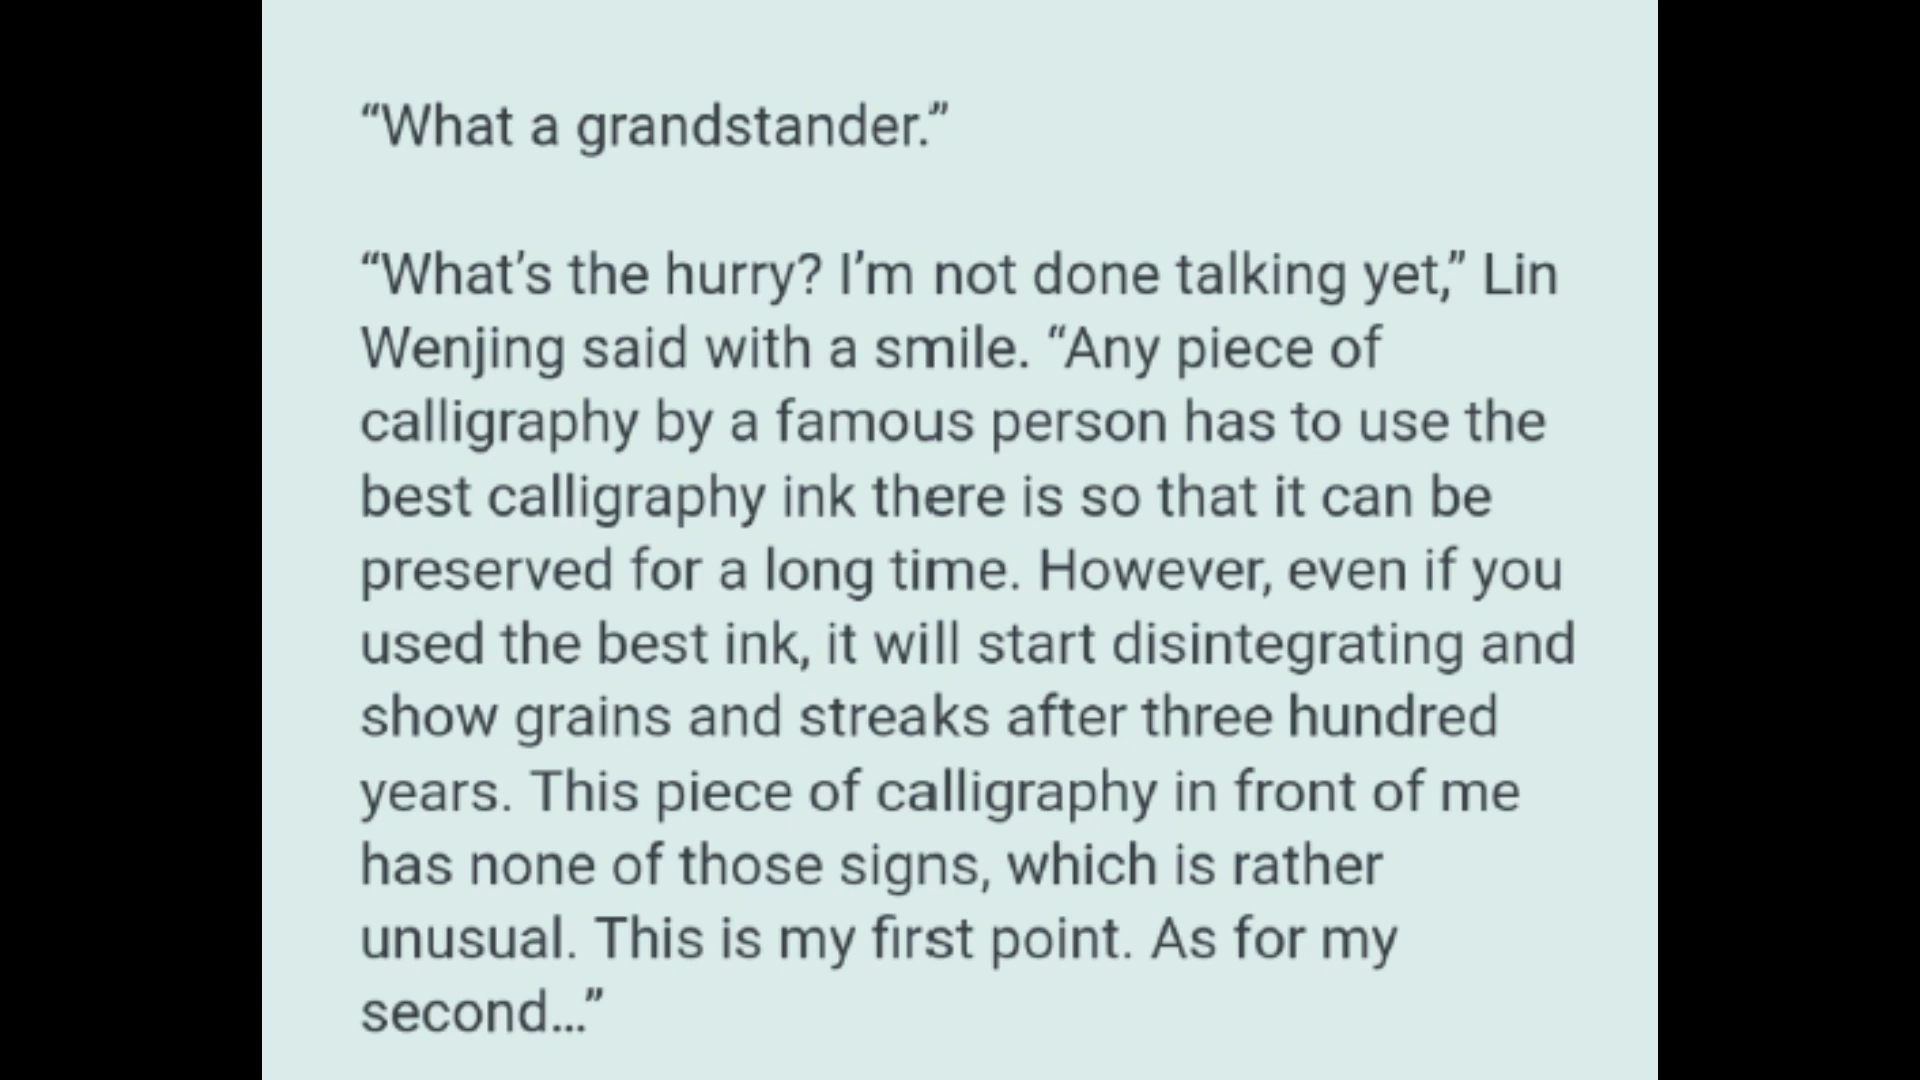 “What a grandstander.”
“What’s the hurry? I’m not done talking yet,” Lin
Wenjing said with a smile. “Any piece of
calligraphy by a famous person has to use the
best calligraphy ink there is so that it can be
preserved for a long time. However, even if you
used the best ink, it will start disintegrating and
show grains and streaks after three hundred
years. This piece of calligraphy in front of me
has none of those signs, which is rather
unusual. This is my first point. As for my
second…”